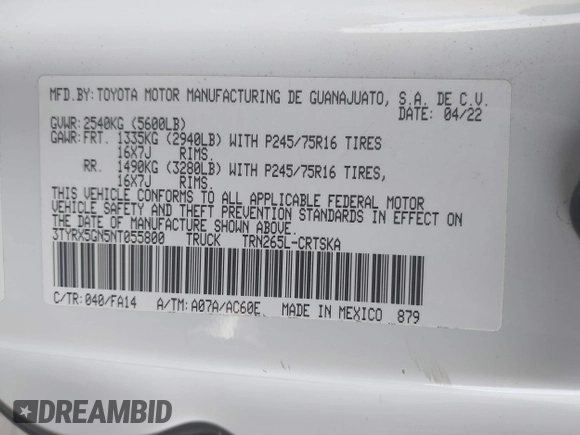 MFD.BY:TOYOTA MOTOR MANUFACTURING DE GUANAJUATO, S.A. DE C.V.
DATE: 04/22
GVWR:2540KG (5600LB)
GAWR:FRT. 1335KG (2940LB) WITH P245/75R16 TIRES
16X7J RIMS.
RR. 1490KG (3280LB) WITH P245/75R16 TIRES,
16X7J RIMS.
THIS VEHICLE CONFORMS TO ALL APPLICABLE FEDERAL MOTOR
VEHICLE SAFETY AND THEFT PREVENTION STANDARDS IN EFFECT ON
THE DATE OF MANUFACTURE SHOWN ABOVE.
3TYRX5GN5NT055800 TRUCK TRN265L-CRTSKA
C/TR:040/FA14 A/TM:A07A/AC60E MADE IN MEXICO 879
DREAMBID